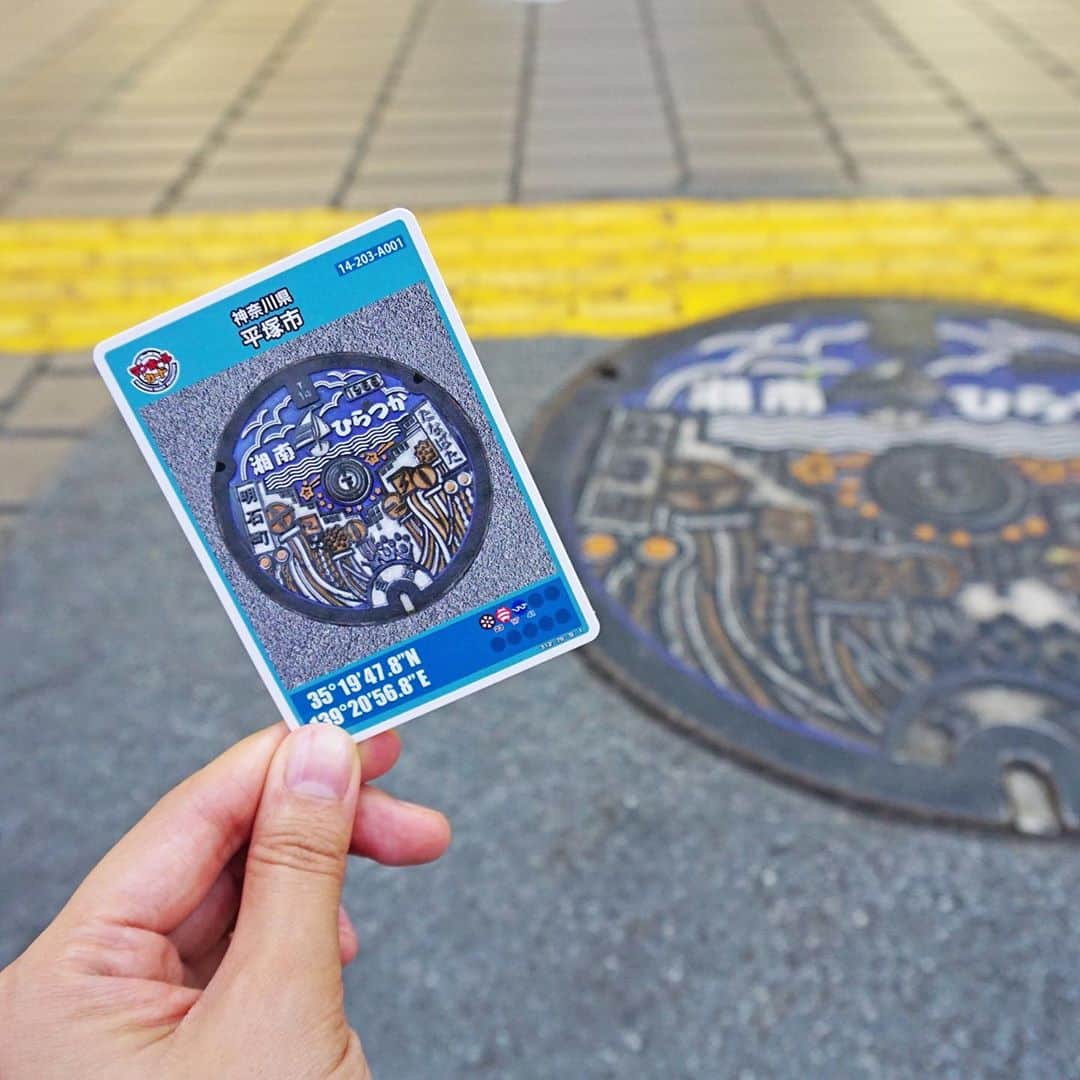 14-203-A001
神奈川県
平塚市
ひらつか
湘南
35°19'47.8"N
139°20'56.8"E
湘南
ひらつ